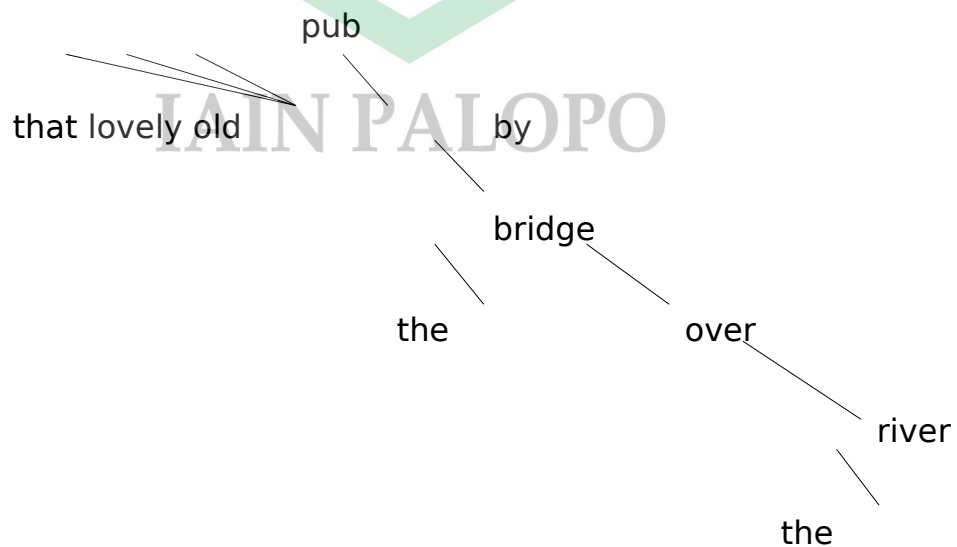 pub
IAIN PALOPO
that lovely old by
bridge
the over
river
the